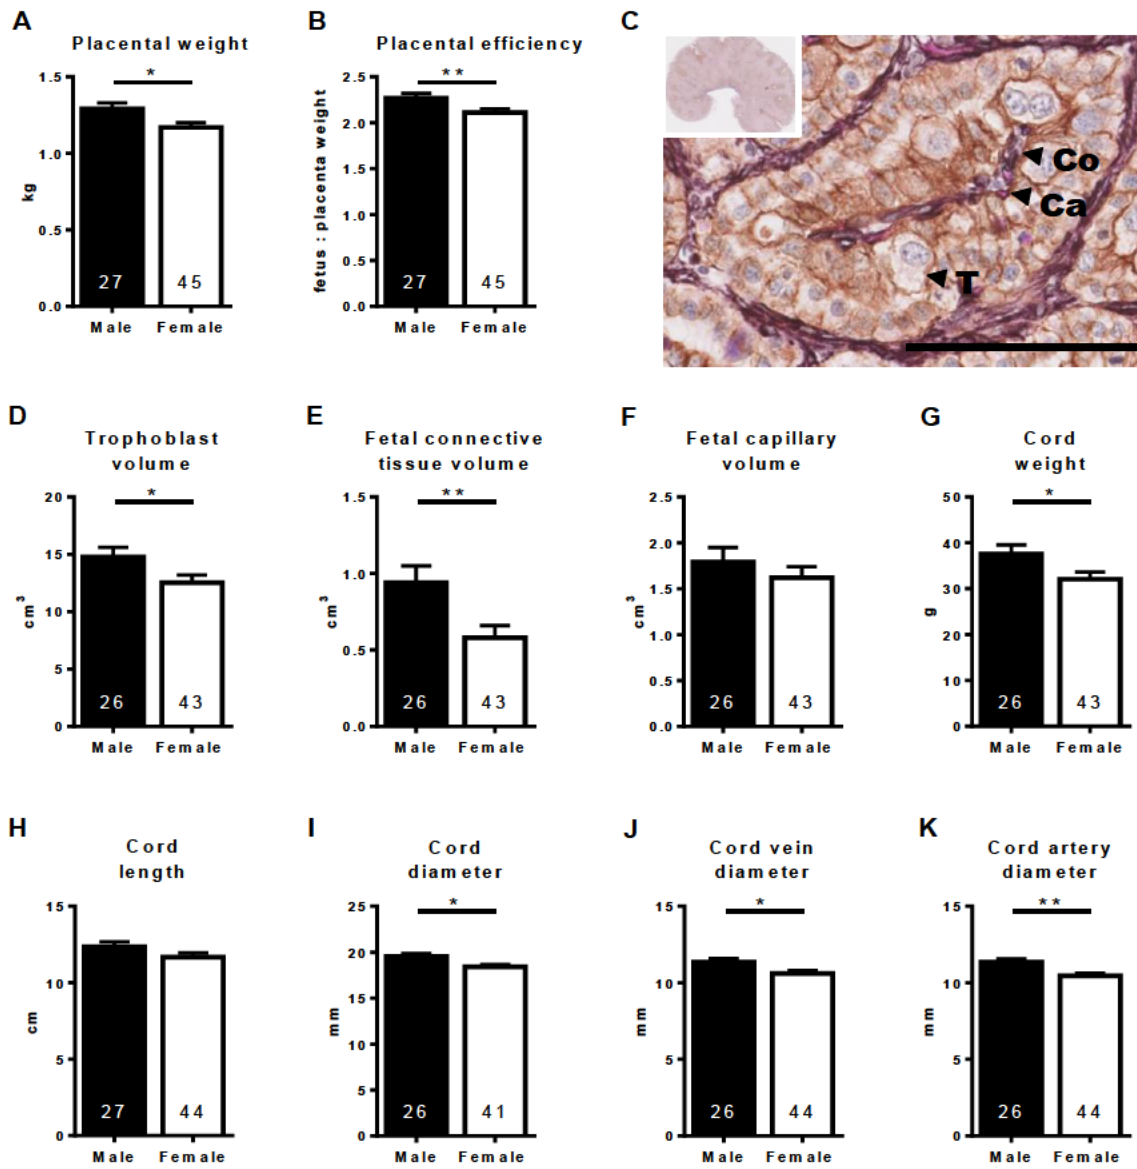 A
Placental weight
*
kg
1.5
1.0
0.5
0.0
27
45
Male
Female
B
Placental efficiency
**
fetus : placenta weight
2.5
2.0
1.5
1.0
0.5
0.0
27
45
Male
Female
C
Co
Ca
T
D
Trophoblast
volume
*
cm³
20
15
10
5
0
26
43
Male
Female
E
Fetal connective
tissue volume
**
cm³
1.5
1.0
0.5
0.0
26
43
Male
Female
F
Fetal capillary
volume
cm³
2.5
2.0
1.5
1.0
0.5
0.0
26
43
Male
Female
G
Cord
weight
*
g
50
40
30
20
10
0
26
43
Male
Female
H
Cord
length
cm
15
10
5
0
27
44
Male
Female
I
Cord
diameter
*
mm
25
20
15
10
5
0
26
41
Male
Female
J
Cord vein
diameter
*
mm
15
10
5
0
26
44
Male
Female
K
Cord artery
diameter
**
mm
15
10
5
0
26
44
Male
Female